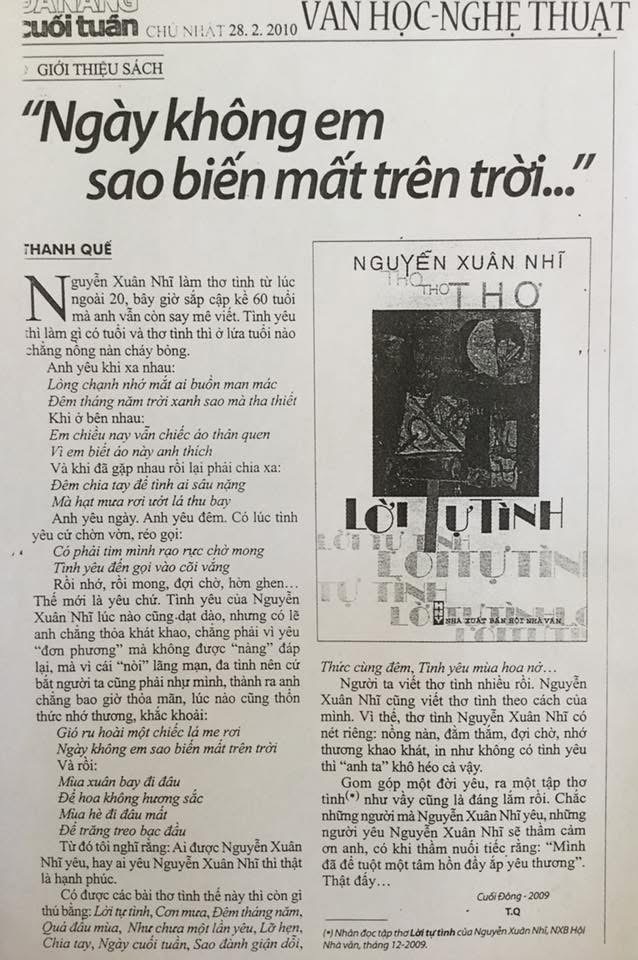 ĐÀ NẴNG
cuối tuần CHỦ NHẬT 28. 2. 2010 VĂN HỌC-NGHỆ THUẬT
GIỚI THIỆU SÁCH
“Ngày không em
sao biến mất trên trời...”
THANH QUẾ
Nguyễn Xuân Nhĩ làm thơ tình từ lúc
ngoài 20, bây giờ sắp cập kề 60 tuổi
mà anh vẫn còn say mê viết. Tình yêu
thì làm gì có tuổi và thơ tình thì ở lứa tuổi nào
chẳng nồng nàn cháy bỏng.
Anh yêu khi xa nhau:
Lòng chạnh nhớ mắt ai buồn man mác
Đêm tháng năm trời xanh sao mà tha thiết
Khi ở bên nhau:
Em chiều nay vẫn chiếc áo thân quen
Vì em biết áo này anh thích
Và khi đã gặp nhau rồi lại phải chia xa:
Đêm chia tay để tình ai sâu nặng
Mà hạt mưa rơi ướt lá thu bay
Anh yêu ngày. Anh yêu đêm. Có lúc tình
yêu cứ chờn vờn, réo gọi:
Có phải tim mình rạo rực chờ mong
Tình yêu đến gọi vào cõi vắng
Rồi nhớ, rồi mong, đợi chờ, hờn ghen...
Thế mới là yêu chứ. Tình yêu của Nguyễn
Xuân Nhĩ lúc nào cũng dạt dào, nhưng có lẽ
anh chẳng thỏa khát khao, chẳng phải vì yêu
“đơn phương” mà không được “nàng” đáp
lại, mà vì cái “nòi” lãng mạn, đa tình nên cứ
bắt người ta cũng phải như mình, thành ra anh
chẳng bao giờ thỏa mãn, lúc nào cũng thổn
thức nhớ thương, khắc khoải:
Gió ru hoài một chiếc lá me rơi
Ngày không em sao biến mất trên trời
Và rồi:
Mùa xuân bay đi đâu
Để hoa không hương sắc
Mùa hè đi đâu mất
Để trăng treo bạc đầu
Từ đó tôi nghĩ rằng: Ai được Nguyễn Xuân
Nhĩ yêu, hay ai yêu Nguyễn Xuân Nhĩ thì thật
là hạnh phúc.
Có được các bài thơ tình thế này thì còn gì
thú bằng: Lời tự tình, Cơn mưa, Đêm tháng năm,
Quá đâu mùa, Như chưa một lần yêu, Lỡ hẹn,
Chia tay, Ngày cuối tuần, Sao đành giận dỗi,
NGUYỄN XUÂN NHĨ
THƠ
THƠ
THƠ
LỜI TỰ TÌNH
LỜI TỰ TÌNH
LỜI TỰ TÌNH
TỰ TÌNH
LỜI TỰ TÌNH
NHÀ XUẤT BẢN HỘI NHÀ VĂN
Thức cùng đêm, Tình yêu mùa hoa nở...
Người ta viết thơ tình nhiều rồi. Nguyễn
Xuân Nhĩ cũng viết thơ tình theo cách của
mình. Vì thế, thơ tình Nguyễn Xuân Nhĩ có
nét riêng: nồng nàn, đằm thắm, đợi chờ, nhớ
thương khao khát, in như không có tình yêu
thì “anh ta” khô héo cả vậy.
Gom góp một đời yêu, ra một tập thơ
tình(*) như vầy cũng là đáng lắm rồi. Chắc
những người mà Nguyễn Xuân Nhĩ yêu, những
người yêu Nguyễn Xuân Nhĩ sẽ thầm cảm
ơn anh, có khi thầm nuối tiếc rằng: “Mình
đã để tuột một tâm hồn đầy ắp yêu thương”.
Thật đấy...
Cuối Đông - 2009
T.Q
(*) Nhân đọc tập thơ Lời tự tình của Nguyễn Xuân Nhĩ, NXB Hội
Nhà văn, tháng 12-2009.